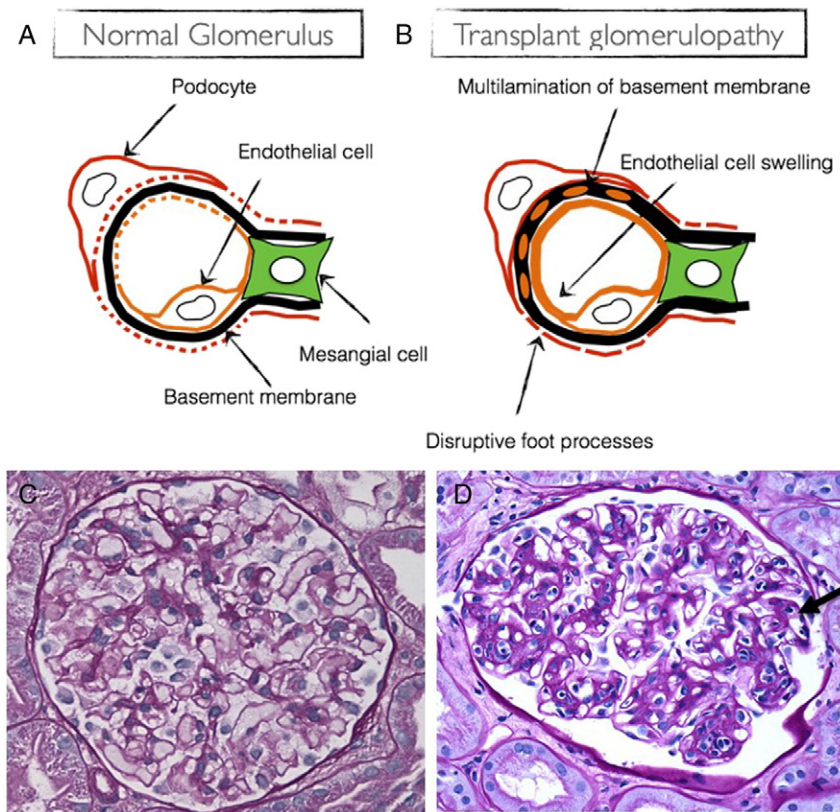 A
Normal Glomerulus
B
Transplant glomerulopathy
Podocyte
Endothelial cell
Mesangial cell
Basement membrane
Multilamination of basement membrane
Endothelial cell swelling
Disruptive foot processes
C
D